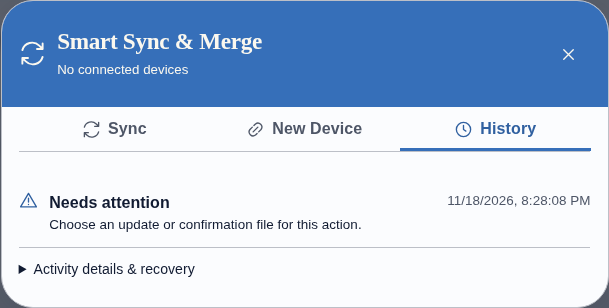 Smart Sync & Merge
No connected devices
Sync
New Device
History
Needs attention
11/18/2026, 8:28:08 PM
Choose an update or confirmation file for this action.
Activity details & recovery